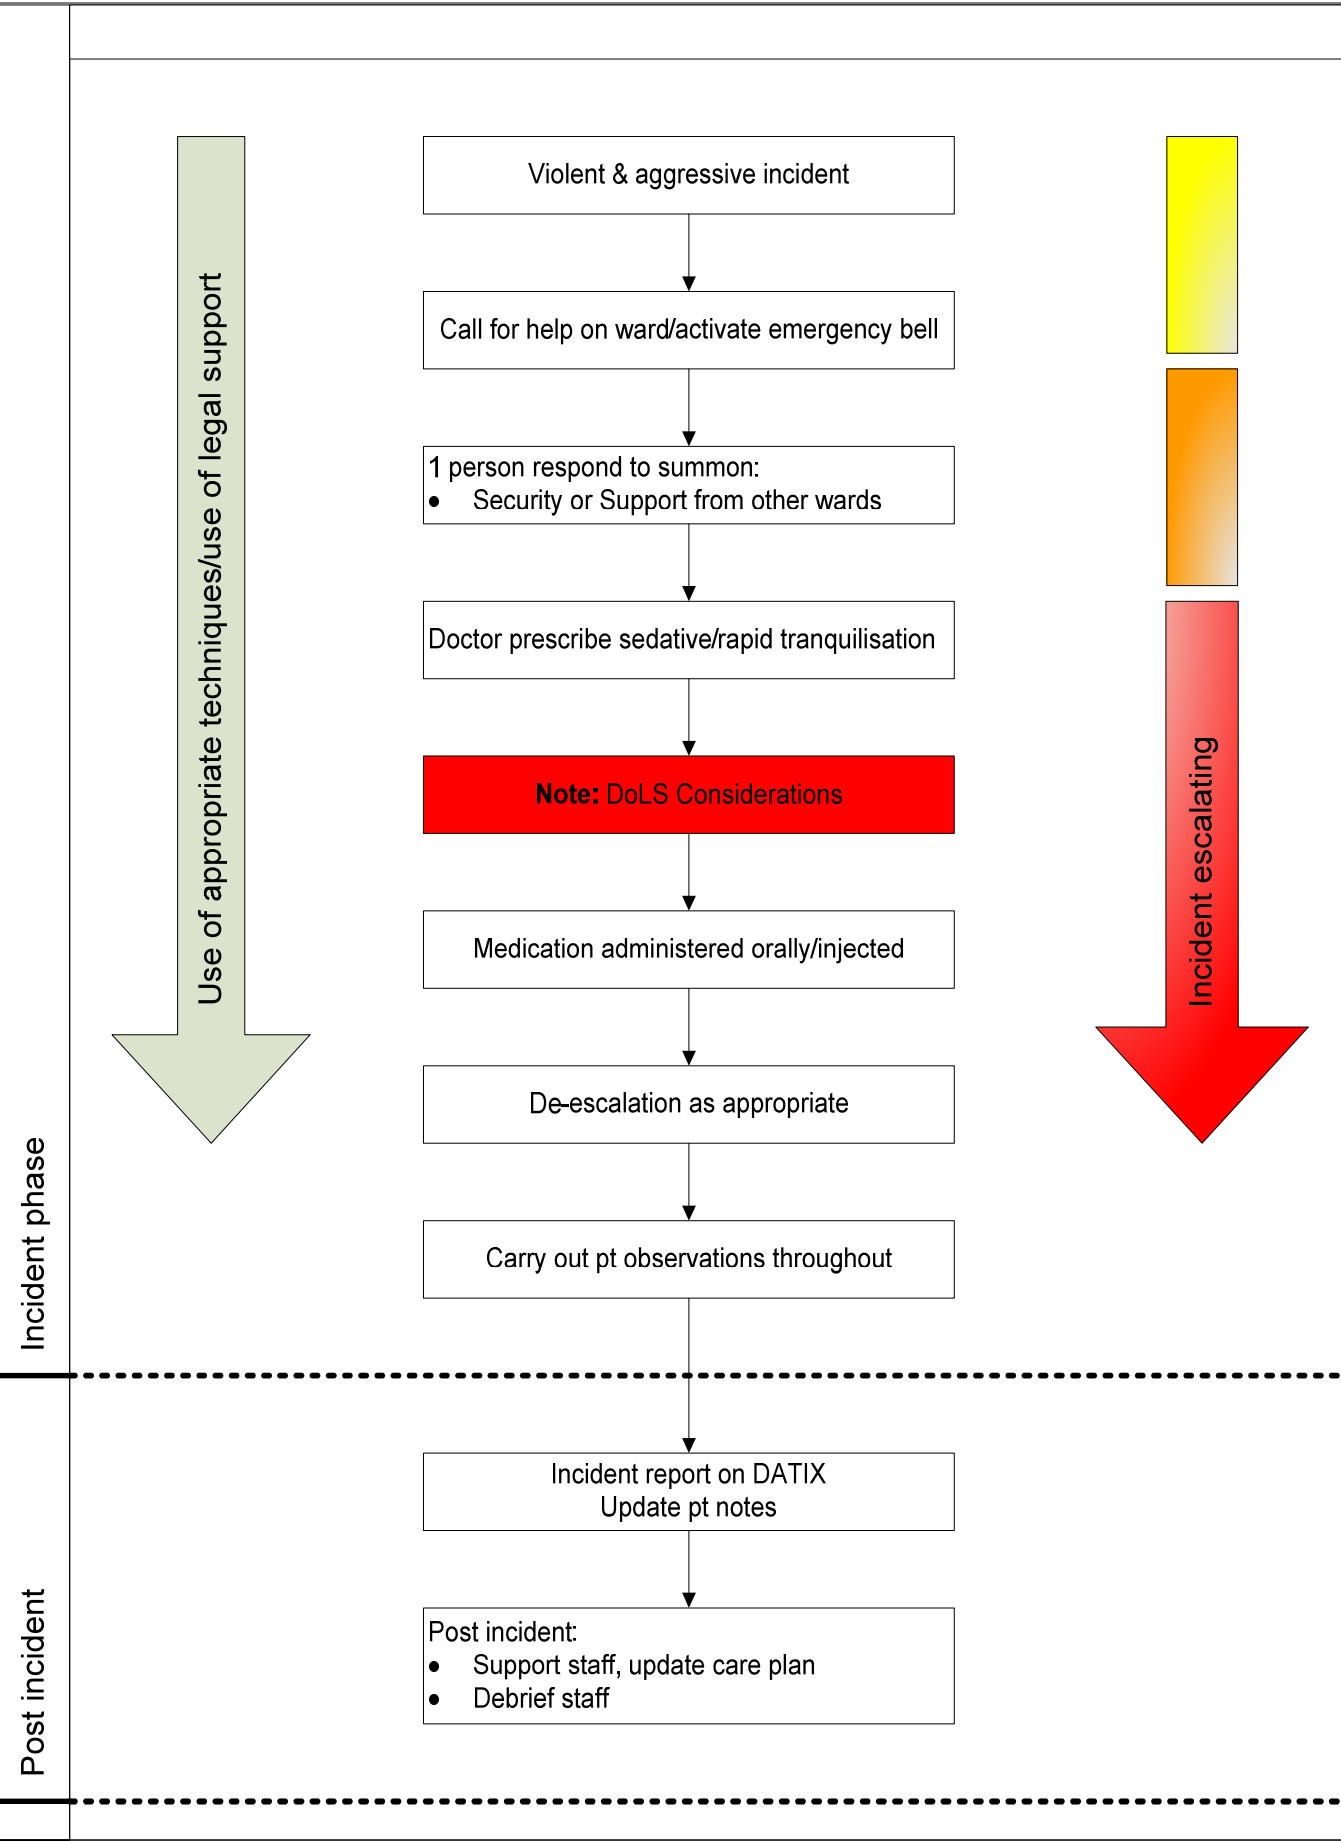 Violent & aggressive incident
Call for help on ward/activate emergency bell
1 person respond to summon:
● Security or Support from other wards
Doctor prescribe sedative/rapid tranquilisation
Note: DoLS Considerations
Medication administered orally/injected
De-escalation as appropriate
Carry out pt observations throughout
Incident report on DATIX
Update pt notes
Post incident:
● Support staff, update care plan
● Debrief staff
Use of appropriate techniques/use of legal support
Incident escalating
Incident phase
Post incident